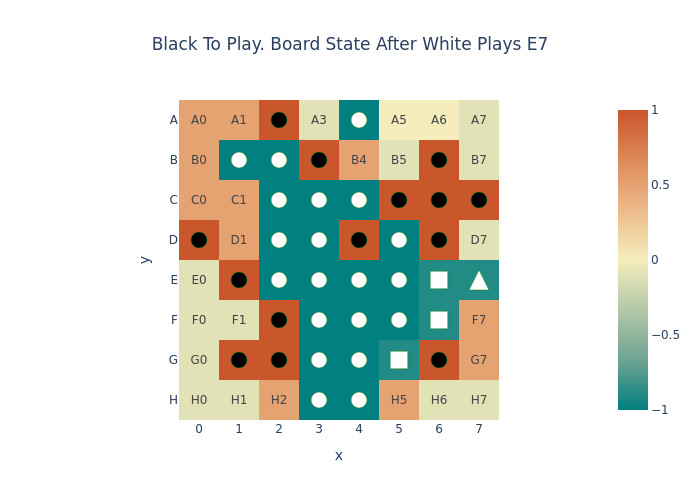 Black To Play. Board State After White Plays E7
A A0 A1 A3 A5 A6 A7
B B0 B4 B5 B7
C C0 C1
D D1 D7
E E0
F F0 F1 F7
G G0 G7
H H0 H1 H2 H5 H6 H7
0 1 2 3 4 5 6 7
x
y
1
0.5
0
−0.5
−1